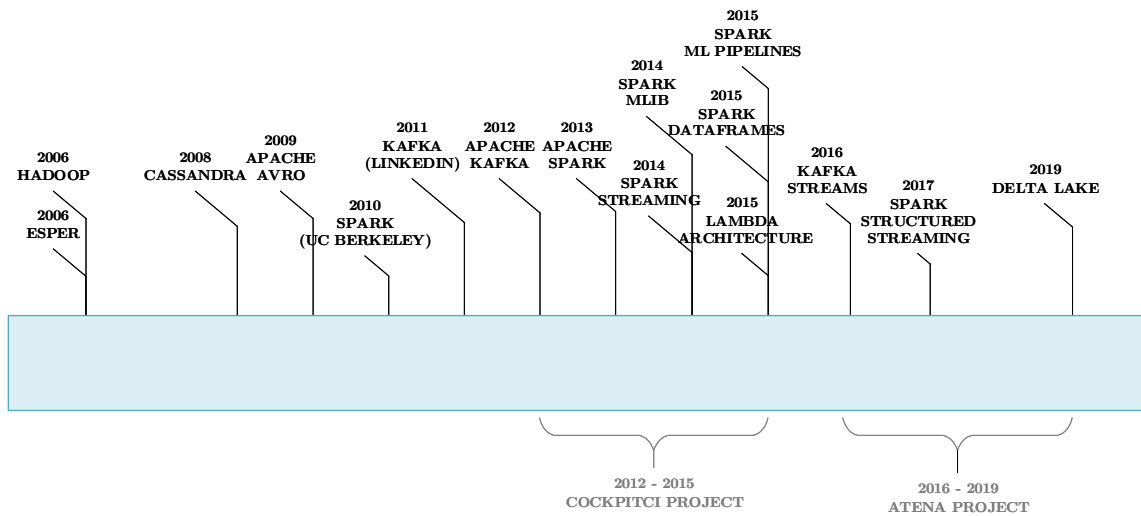 2006
HADOOP
2006
ESPER
2008
CASSANDRA
2009
APACHE
AVRO
2010
SPARK
(UC BERKELEY)
2011
KAFKA
(LINKEDIN)
2012
APACHE
KAFKA
2013
APACHE
SPARK
2014
SPARK
MLIB
2014
SPARK
STREAMING
2015
SPARK
ML PIPELINES
2015
SPARK
DATAFRAMES
2015
LAMBDA
ARCHITECTURE
2016
KAFKA
STREAMS
2017
SPARK
STRUCTURED
STREAMING
2019
DELTA LAKE
2012 - 2015
COCKPITCI PROJECT
2016 - 2019
ATENA PROJECT